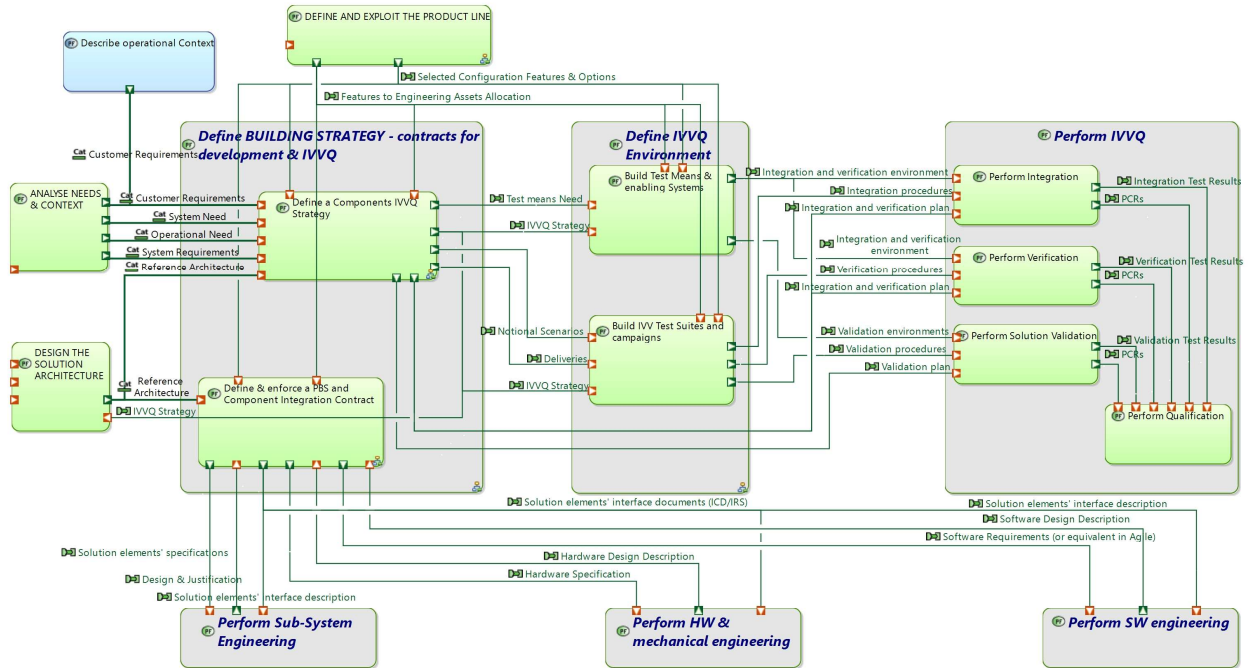 DEFINE AND EXPLOIT THE PRODUCT LINE
Describe operational Context
Selected Configuration Features & Options
Features to Engineering Assets Allocation
Define BUILDING STRATEGY - contracts for
development & IVVQ
Define IVVQ
Environment
Perform IVVQ
Cat Customer Requirements
ANALYSE NEEDS
& CONTEXT
Cat Customer Requirements
Cat System Need
Cat Operational Need
Cat System Requirements
Cat Reference Architecture
Define a Components IVVQ
Strategy
Test means Need
IVVQ Strategy
Build Test Means &
enabling Systems
Integration and verification environment
Integration procedures
Integration and verification plan
Perform Integration
Integration Test Results
PCRs
Integration and verification
environment
Verification procedures
Integration and verification plan
Perform Verification
Verification Test Results
PCRs
Notional Scenarios
Deliveries
IVVQ Strategy
Build IVV Test Suites and
campaigns
Validation environments
Validation procedures
Validation plan
Perform Solution Validation
Validation Test Results
PCRs
Perform Qualification
DESIGN THE
SOLUTION
ARCHITECTURE
Cat Reference
Architecture
IVVQ Strategy
Define & enforce a PBS and
Component Integration Contract
Solution elements' interface documents (ICD/IRS)
Solution elements' interface description
Software Design Description
Software Requirements (or equivalent in Agile)
Solution elements' specifications
Hardware Design Description
Design & Justification
Hardware Specification
Solution elements' interface description
Perform Sub-System
Engineering
Perform HW &
mechanical engineering
Perform SW engineering